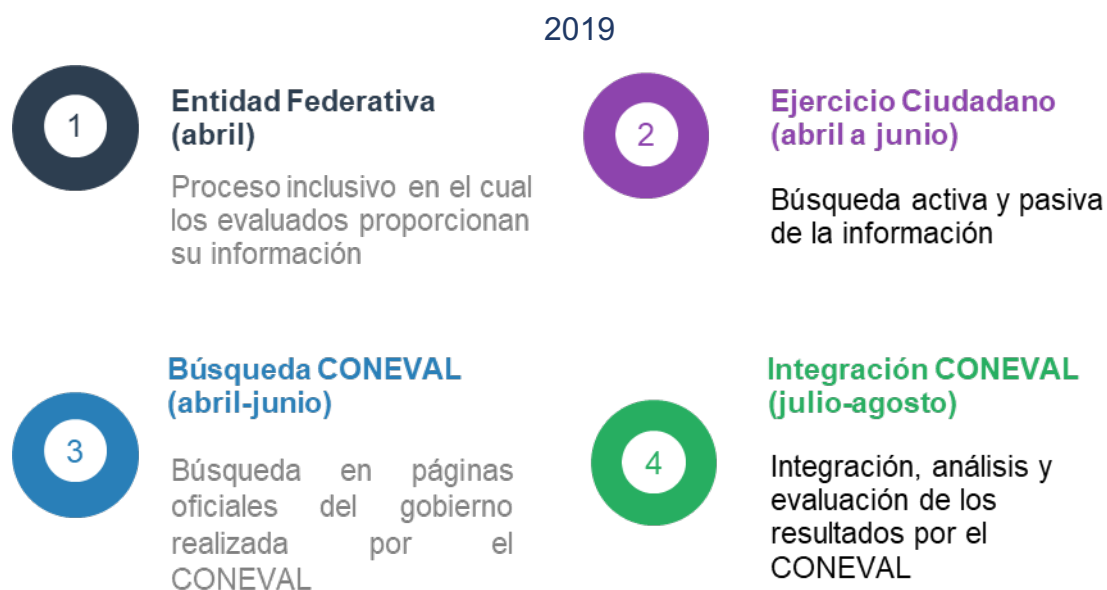 2019
1
Entidad Federativa
(abril)
Proceso inclusivo en el cual
los evaluados proporcionan
su información
2
Ejercicio Ciudadano
(abril a junio)
Búsqueda activa y pasiva
de la información
3
Búsqueda CONEVAL
(abril-junio)
Búsqueda en páginas
oficiales del gobierno
realizada por el
CONEVAL
4
Integración CONEVAL
(julio-agosto)
Integración, análisis y
evaluación de los
resultados por el
CONEVAL